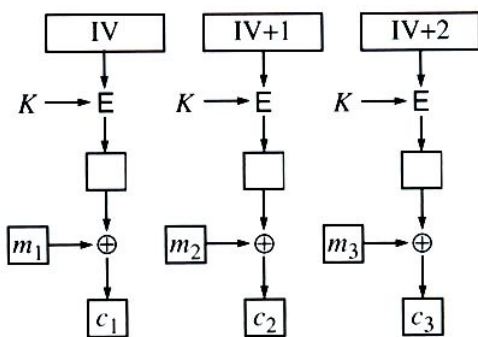 IV IV+1 IV+2
K E K E K E
m₁ ⊕ m₂ ⊕ m₃ ⊕
c₁ c₂ c₃